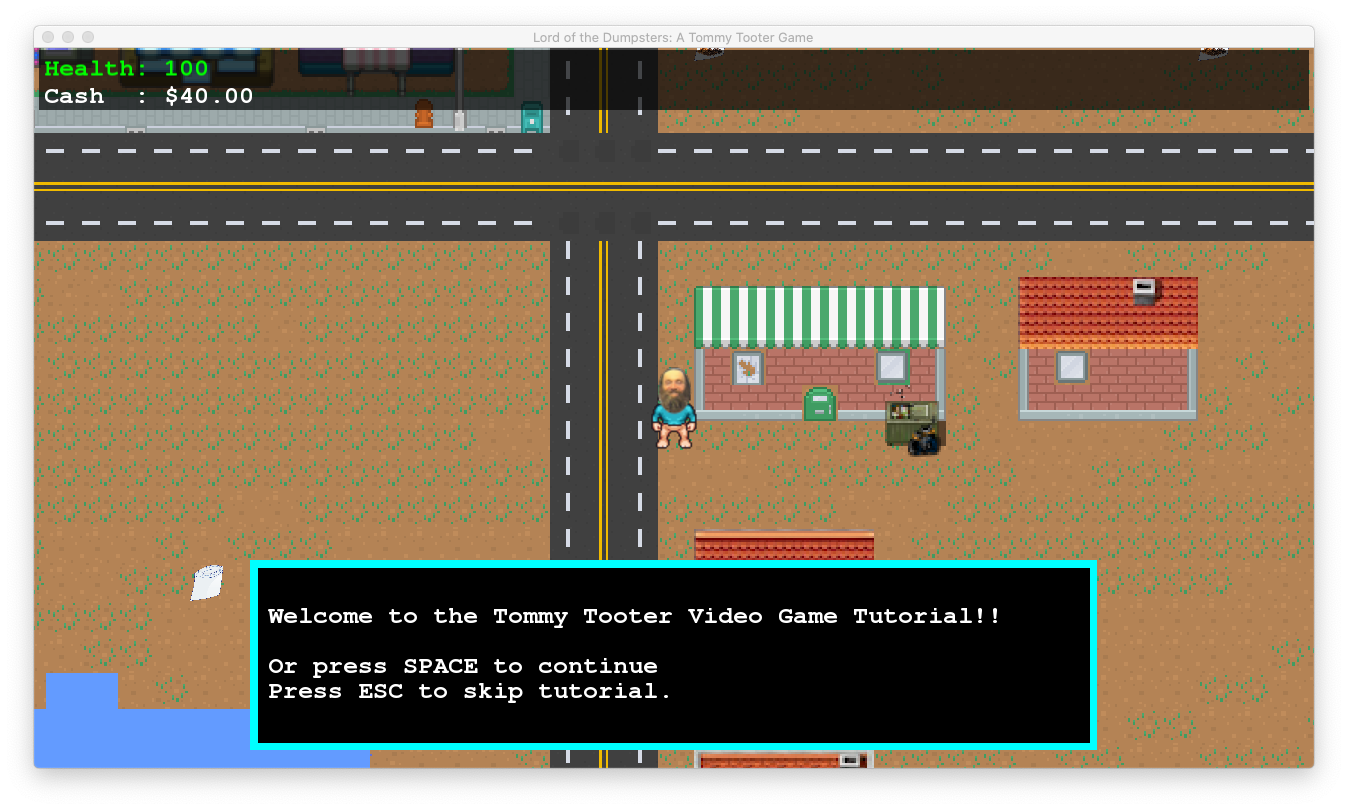 Lord of the Dumpsters: A Tommy Tooter Game
Health: 100
Cash  : $40.00
Welcome to the Tommy Tooter Video Game Tutorial!!
Or press SPACE to continue
Press ESC to skip tutorial.